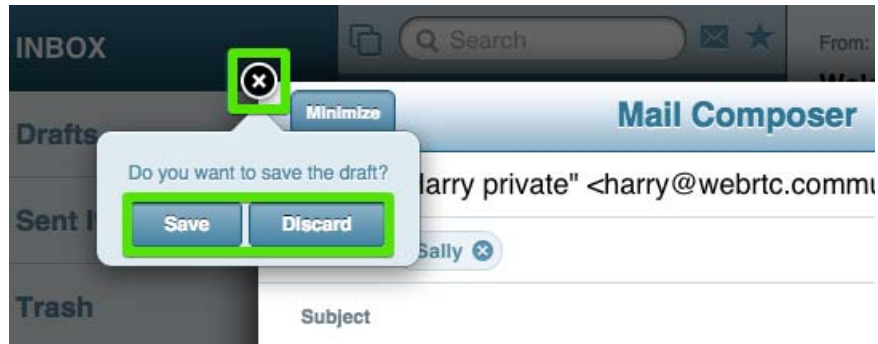 INBOX
Search
From:
Minimize
Mail Composer
Drafts
Do you want to save the draft?
arry private" <harry@webrtc.commu
Save
Discard
Sent I
Sally
Trash
Subject